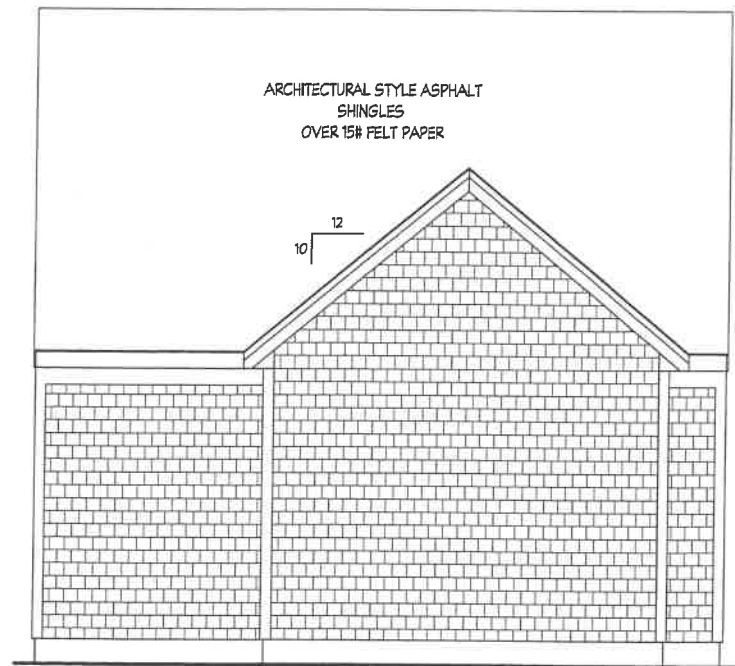 ARCHITECTURAL STYLE ASPHALT
SHINGLES
OVER 15# FELT PAPER
12
10